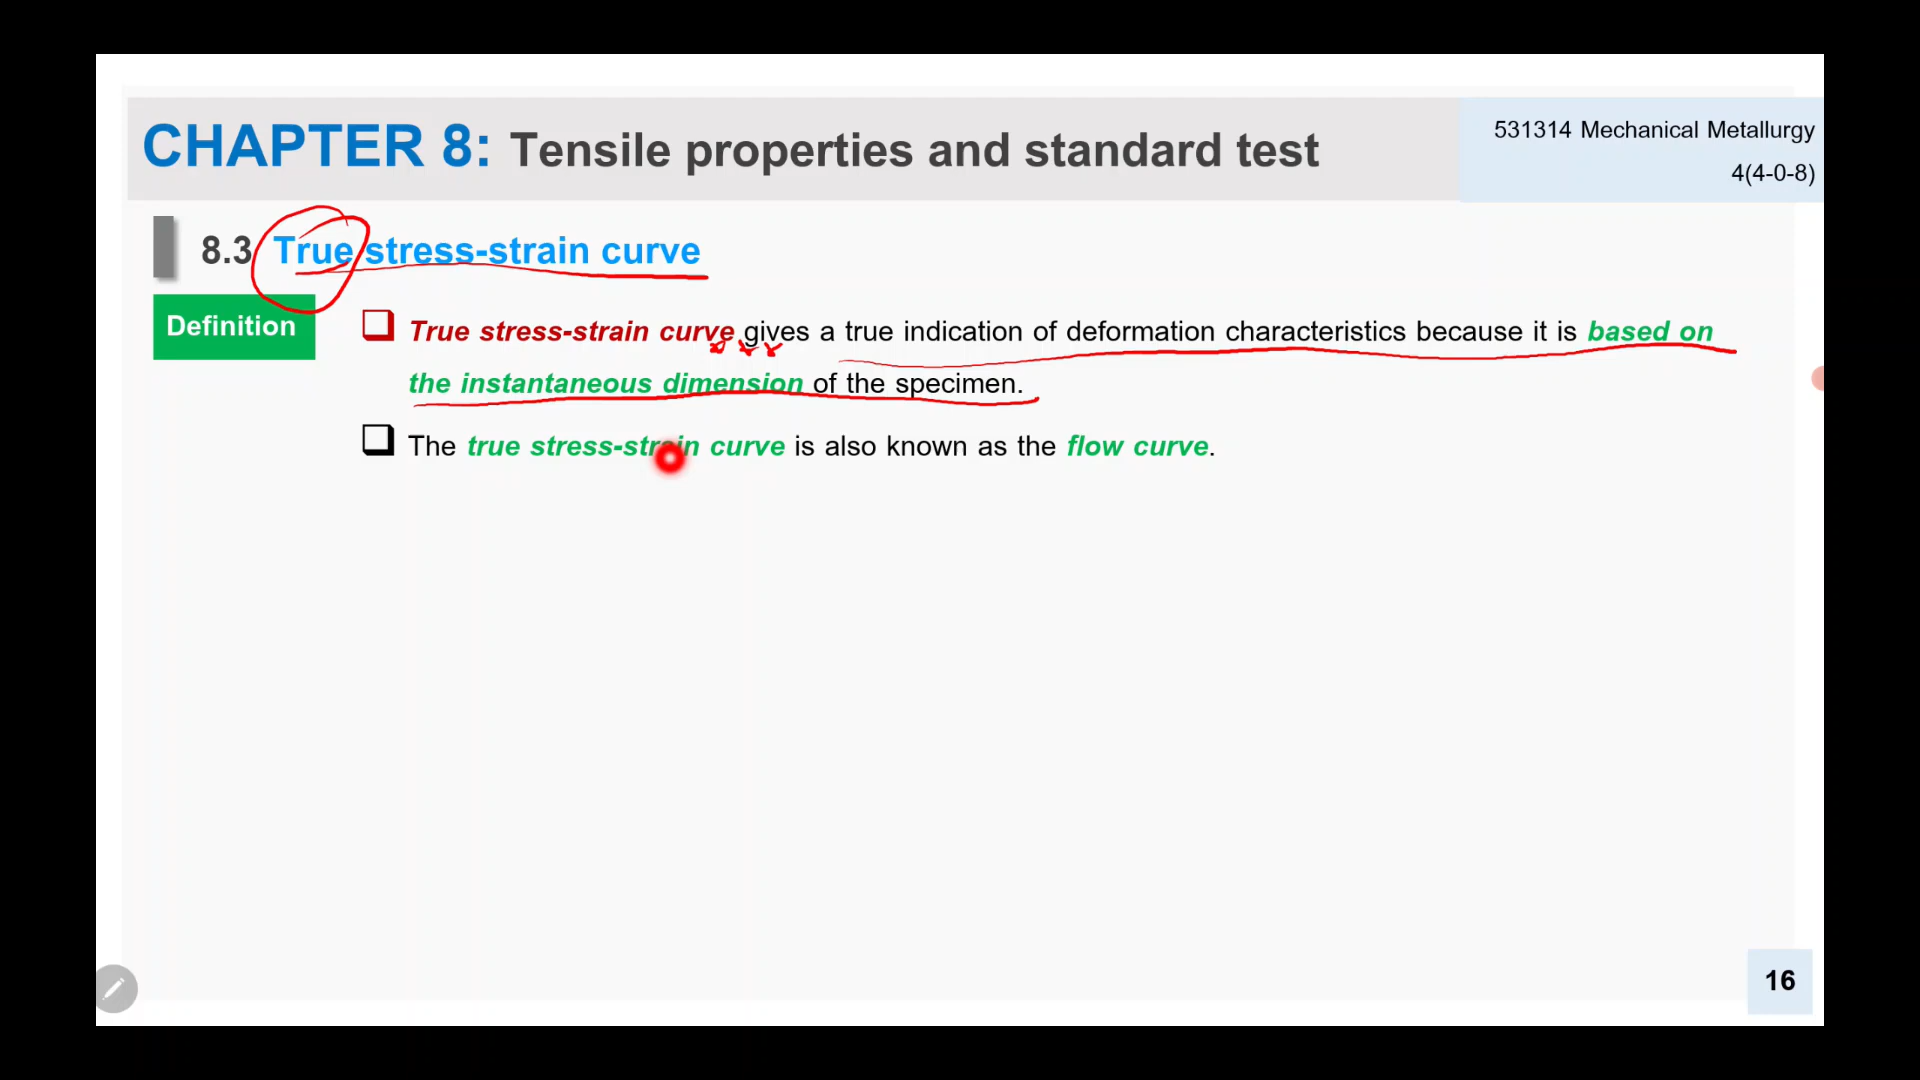 CHAPTER 8: Tensile properties and standard test
531314 Mechanical Metallurgy
4(4-0-8)
8.3 True stress-strain curve
Definition
True stress-strain curve gives a true indication of deformation characteristics because it is based on
the instantaneous dimension of the specimen.
The true stress-strain curve is also known as the flow curve.
16